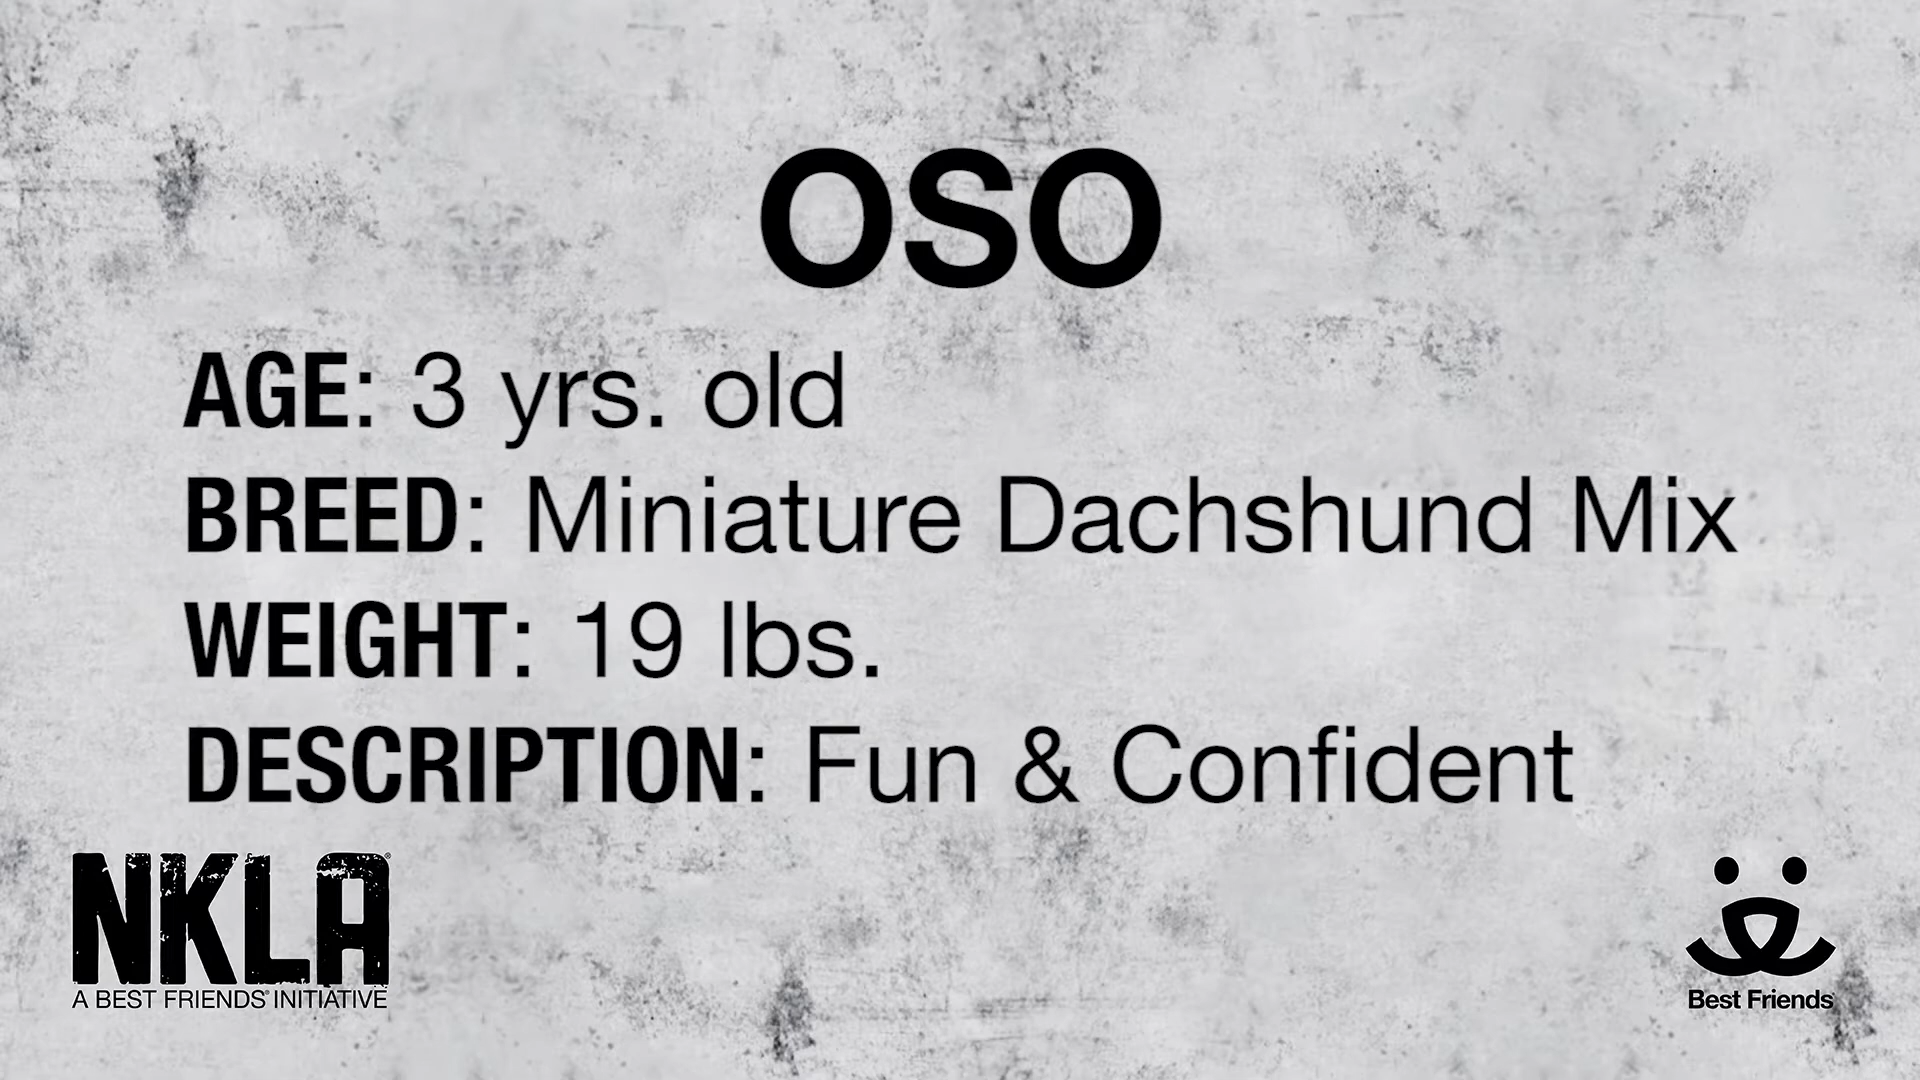 OSO
AGE: 3 yrs. old
BREED: Miniature Dachshund Mix
WEIGHT: 19 lbs.
DESCRIPTION: Fun & Confident
NKLA®
A BEST FRIENDS® INITIATIVE
Best Friends